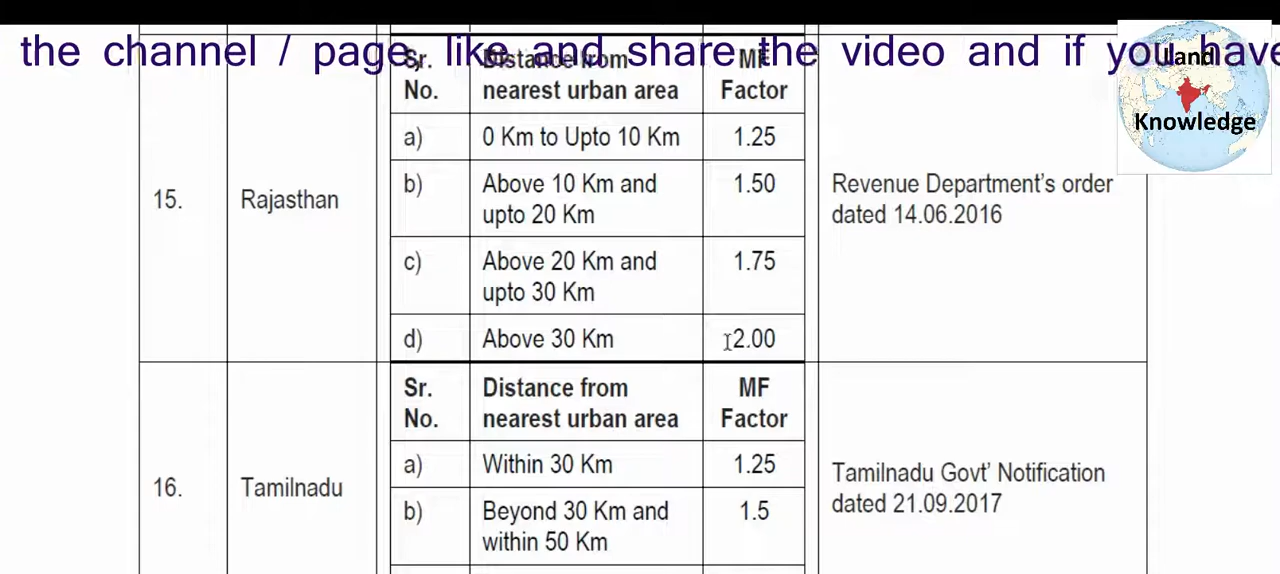 the channel / page, like and share the video and if you have
Land
Knowledge
Sr. No. Distance from nearest urban area MF Factor
15. Rajasthan
a) 0 Km to Upto 10 Km 1.25
b) Above 10 Km and upto 20 Km 1.50
c) Above 20 Km and upto 30 Km 1.75
d) Above 30 Km 2.00
Revenue Department's order
dated 14.06.2016
Sr. No. Distance from nearest urban area MF Factor
16. Tamilnadu
a) Within 30 Km 1.25
b) Beyond 30 Km and within 50 Km 1.5
Tamilnadu Govt' Notification
dated 21.09.2017